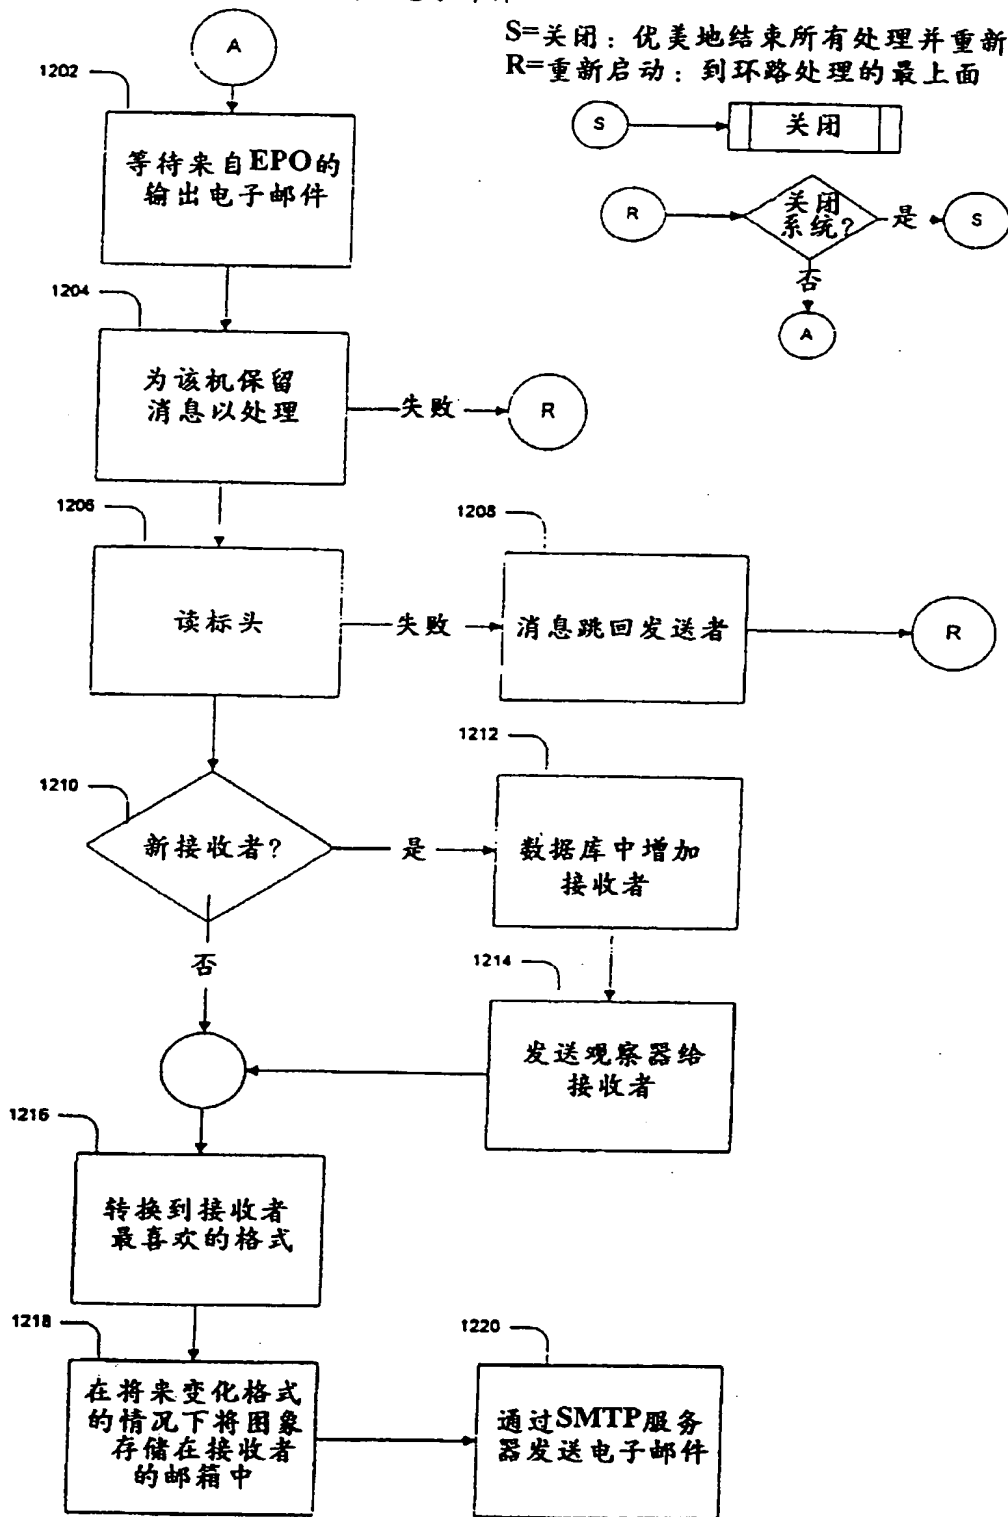 S=关闭：优美地结束所有处理并重新
R=重新启动：到环路处理的最上面
A
1202
S
关闭
等待来自EPO的
输出电子邮件
R
关闭
系统?
是
S
否
A
1204
为该机保留
消息以处理
失败
R
1206
1208
读标头
失败
消息跳回发送者
R
1210
1212
新接收者?
是
数据库中增加
接收者
否
1214
发送观察器给
接收者
1216
转换到接收者
最喜欢的格式
1218
1220
在将来变化格式
的情况下将图象
存储在接收者
的邮箱中
通过SMTP服务
器发送电子邮件